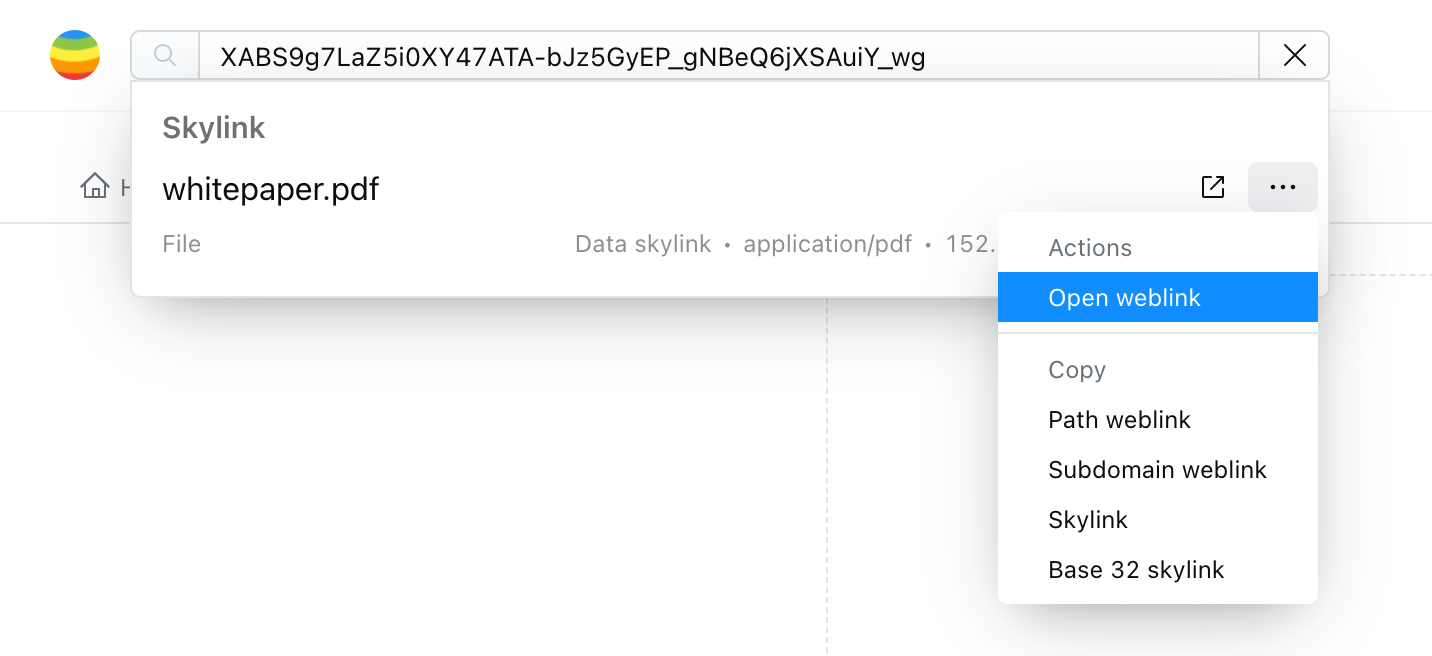 XABS9g7LaZ5i0XY47ATA-bJz5GyEP_gNBeQ6jXSAuiY_wg
Skylink
whitepaper.pdf
File
Data skylink • application/pdf • 152.
Actions
Open weblink
Copy
Path weblink
Subdomain weblink
Skylink
Base 32 skylink